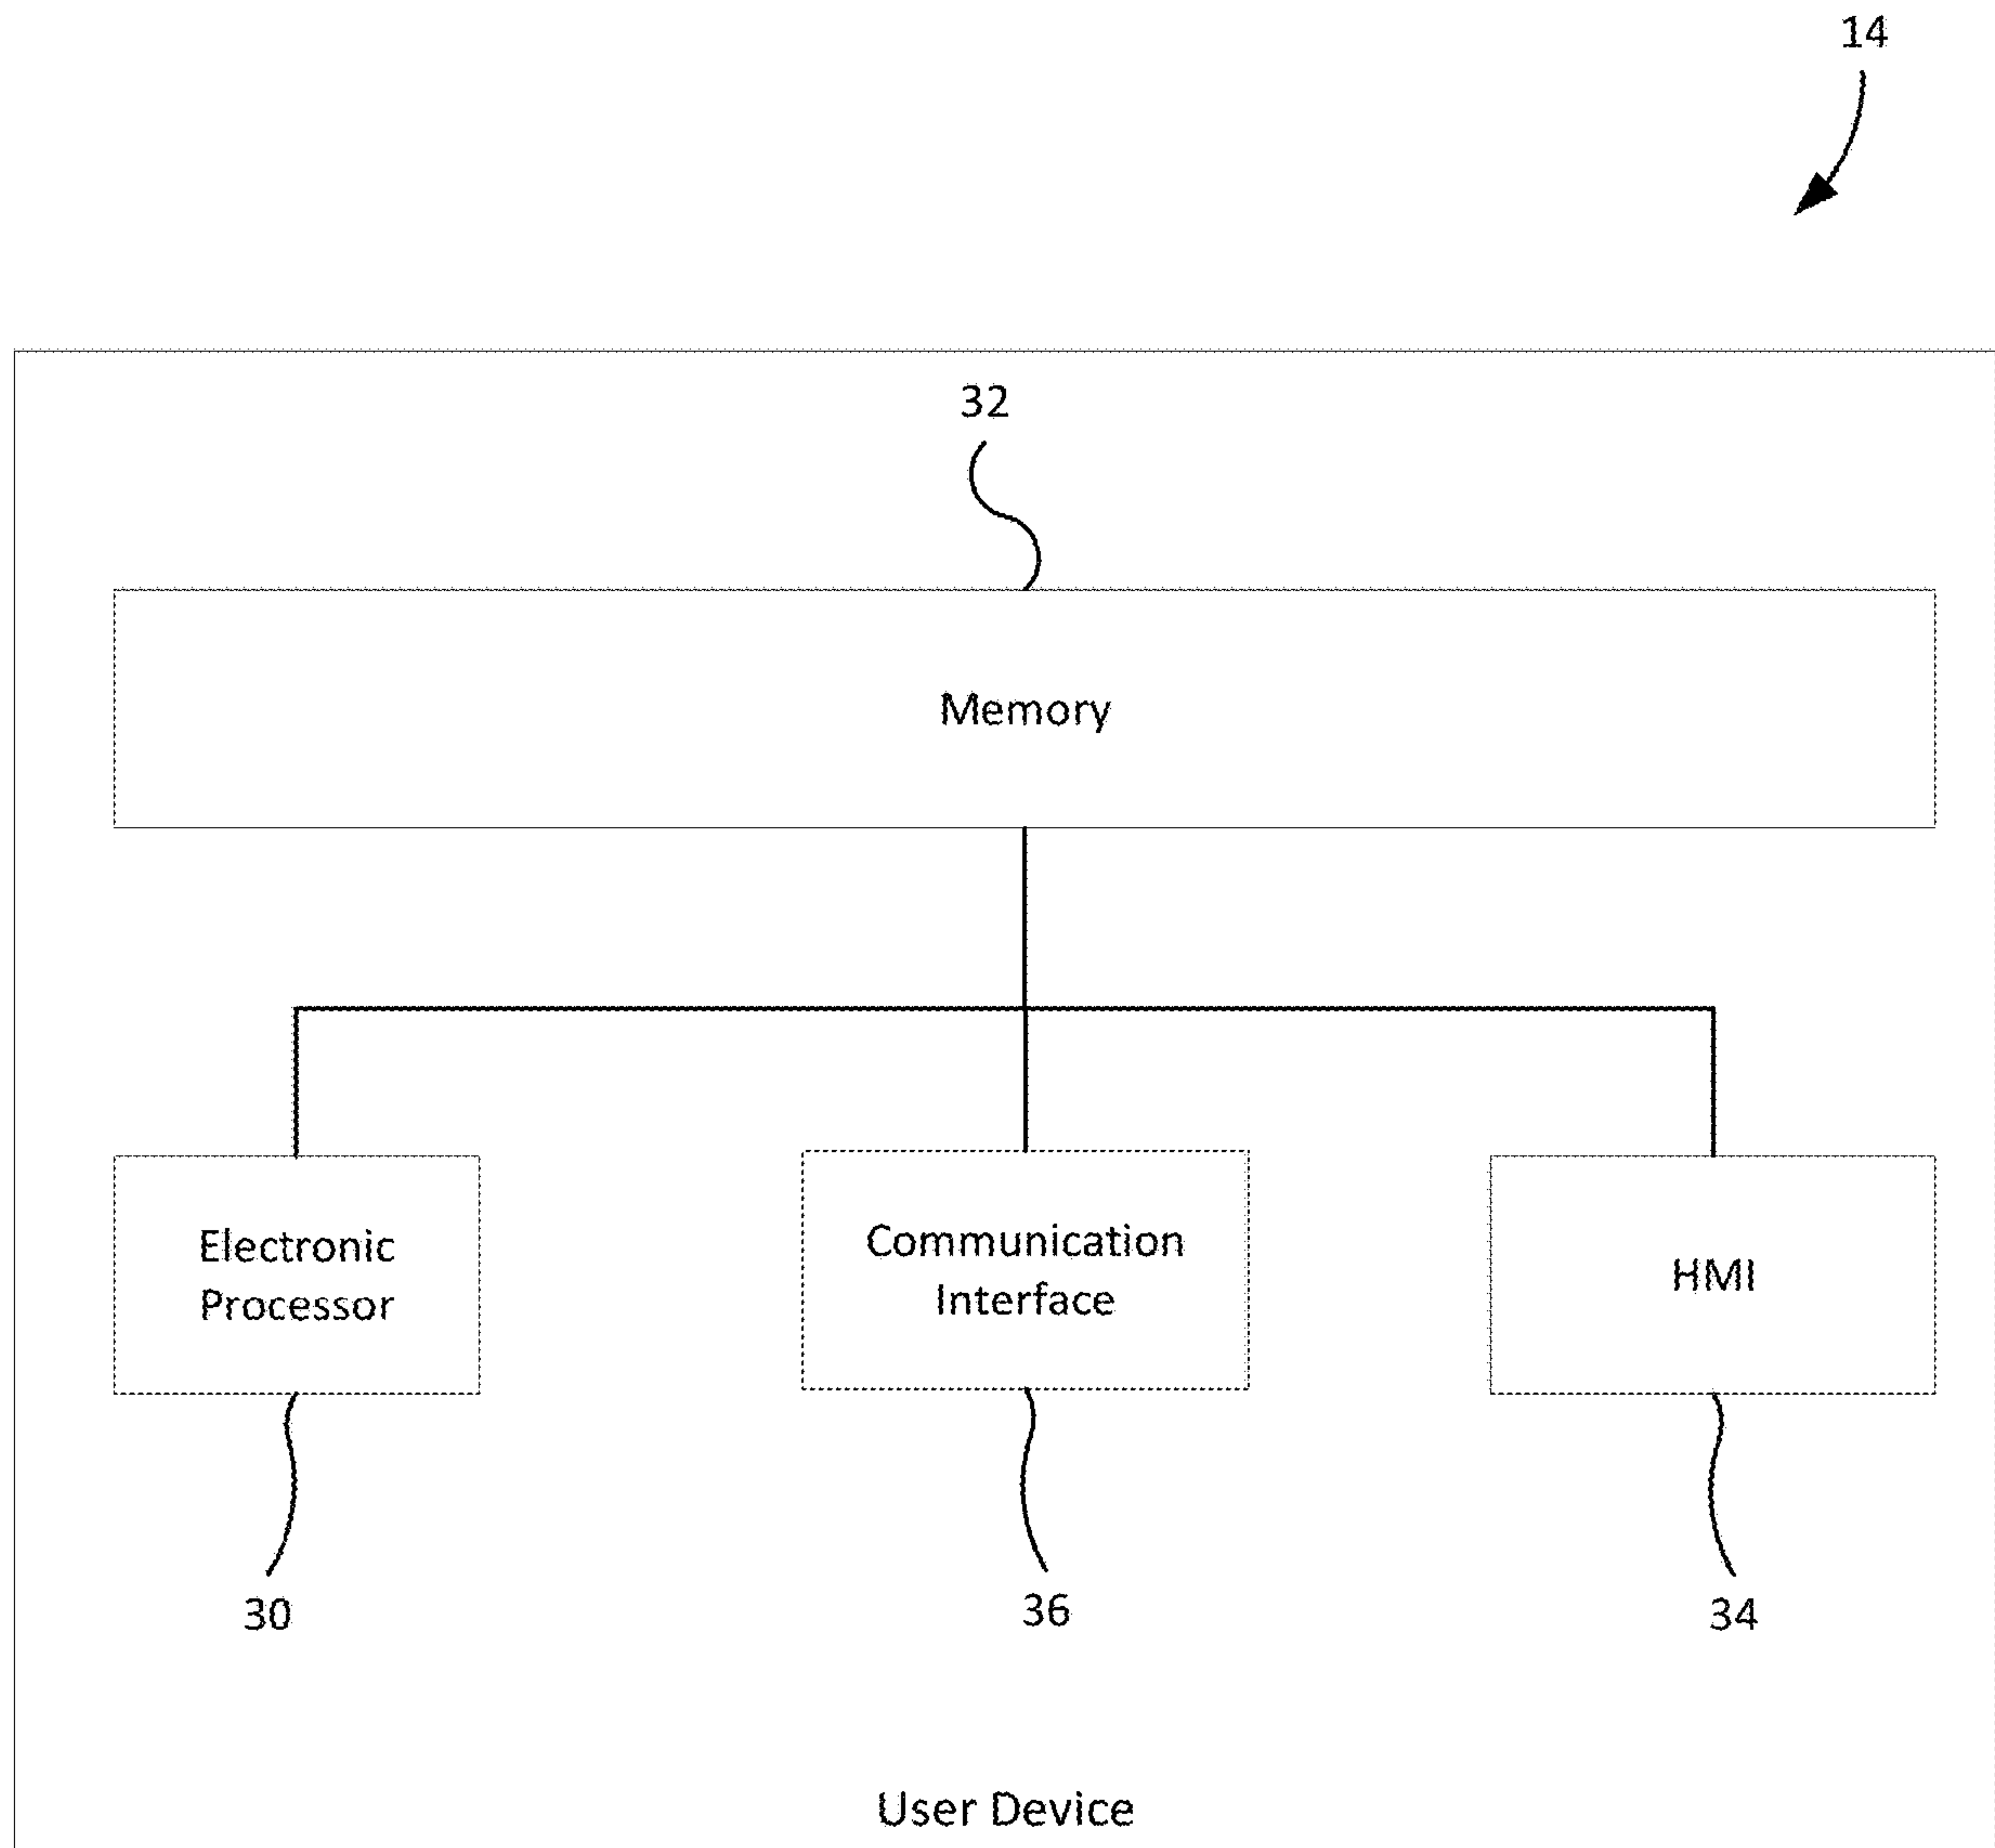 14
32
Memory
Electronic
Processor
Communication
Interface
HMI
30
36
34
User Device